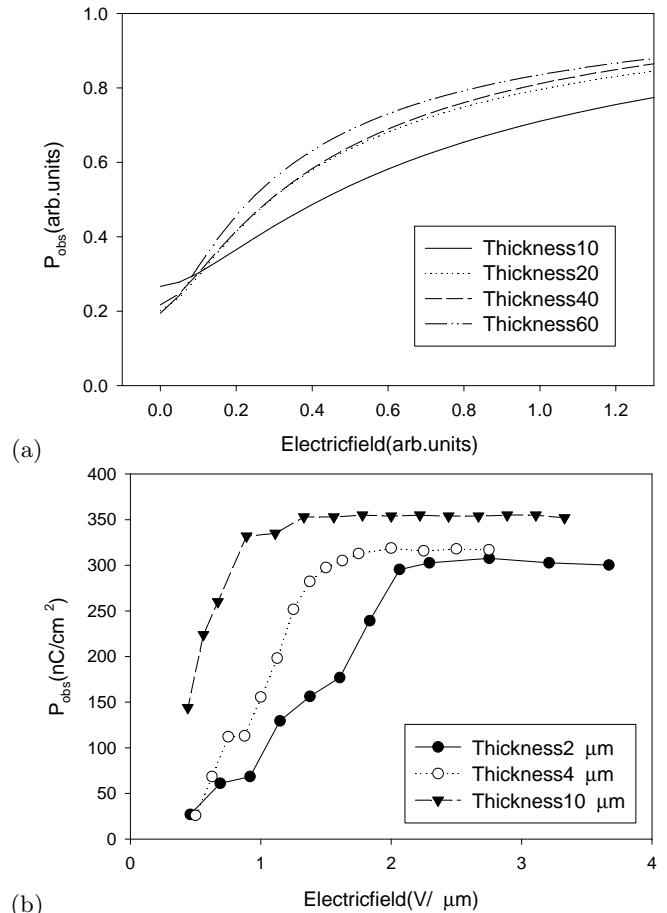 1.0
0.8
0.6
0.4
0.2
0.0
P_obs(arb.units)
Thickness10
Thickness20
Thickness40
Thickness60
0.0 0.2 0.4 0.6 0.8 1.0 1.2
Electricfield(arb.units)
(a)
400
350
300
250
200
150
100
50
0
P_obs(nC/cm^2)
Thickness2 μm
Thickness4 μm
Thickness10 μm
0 1 2 3 4
Electricfield(V/ μm)
(b)